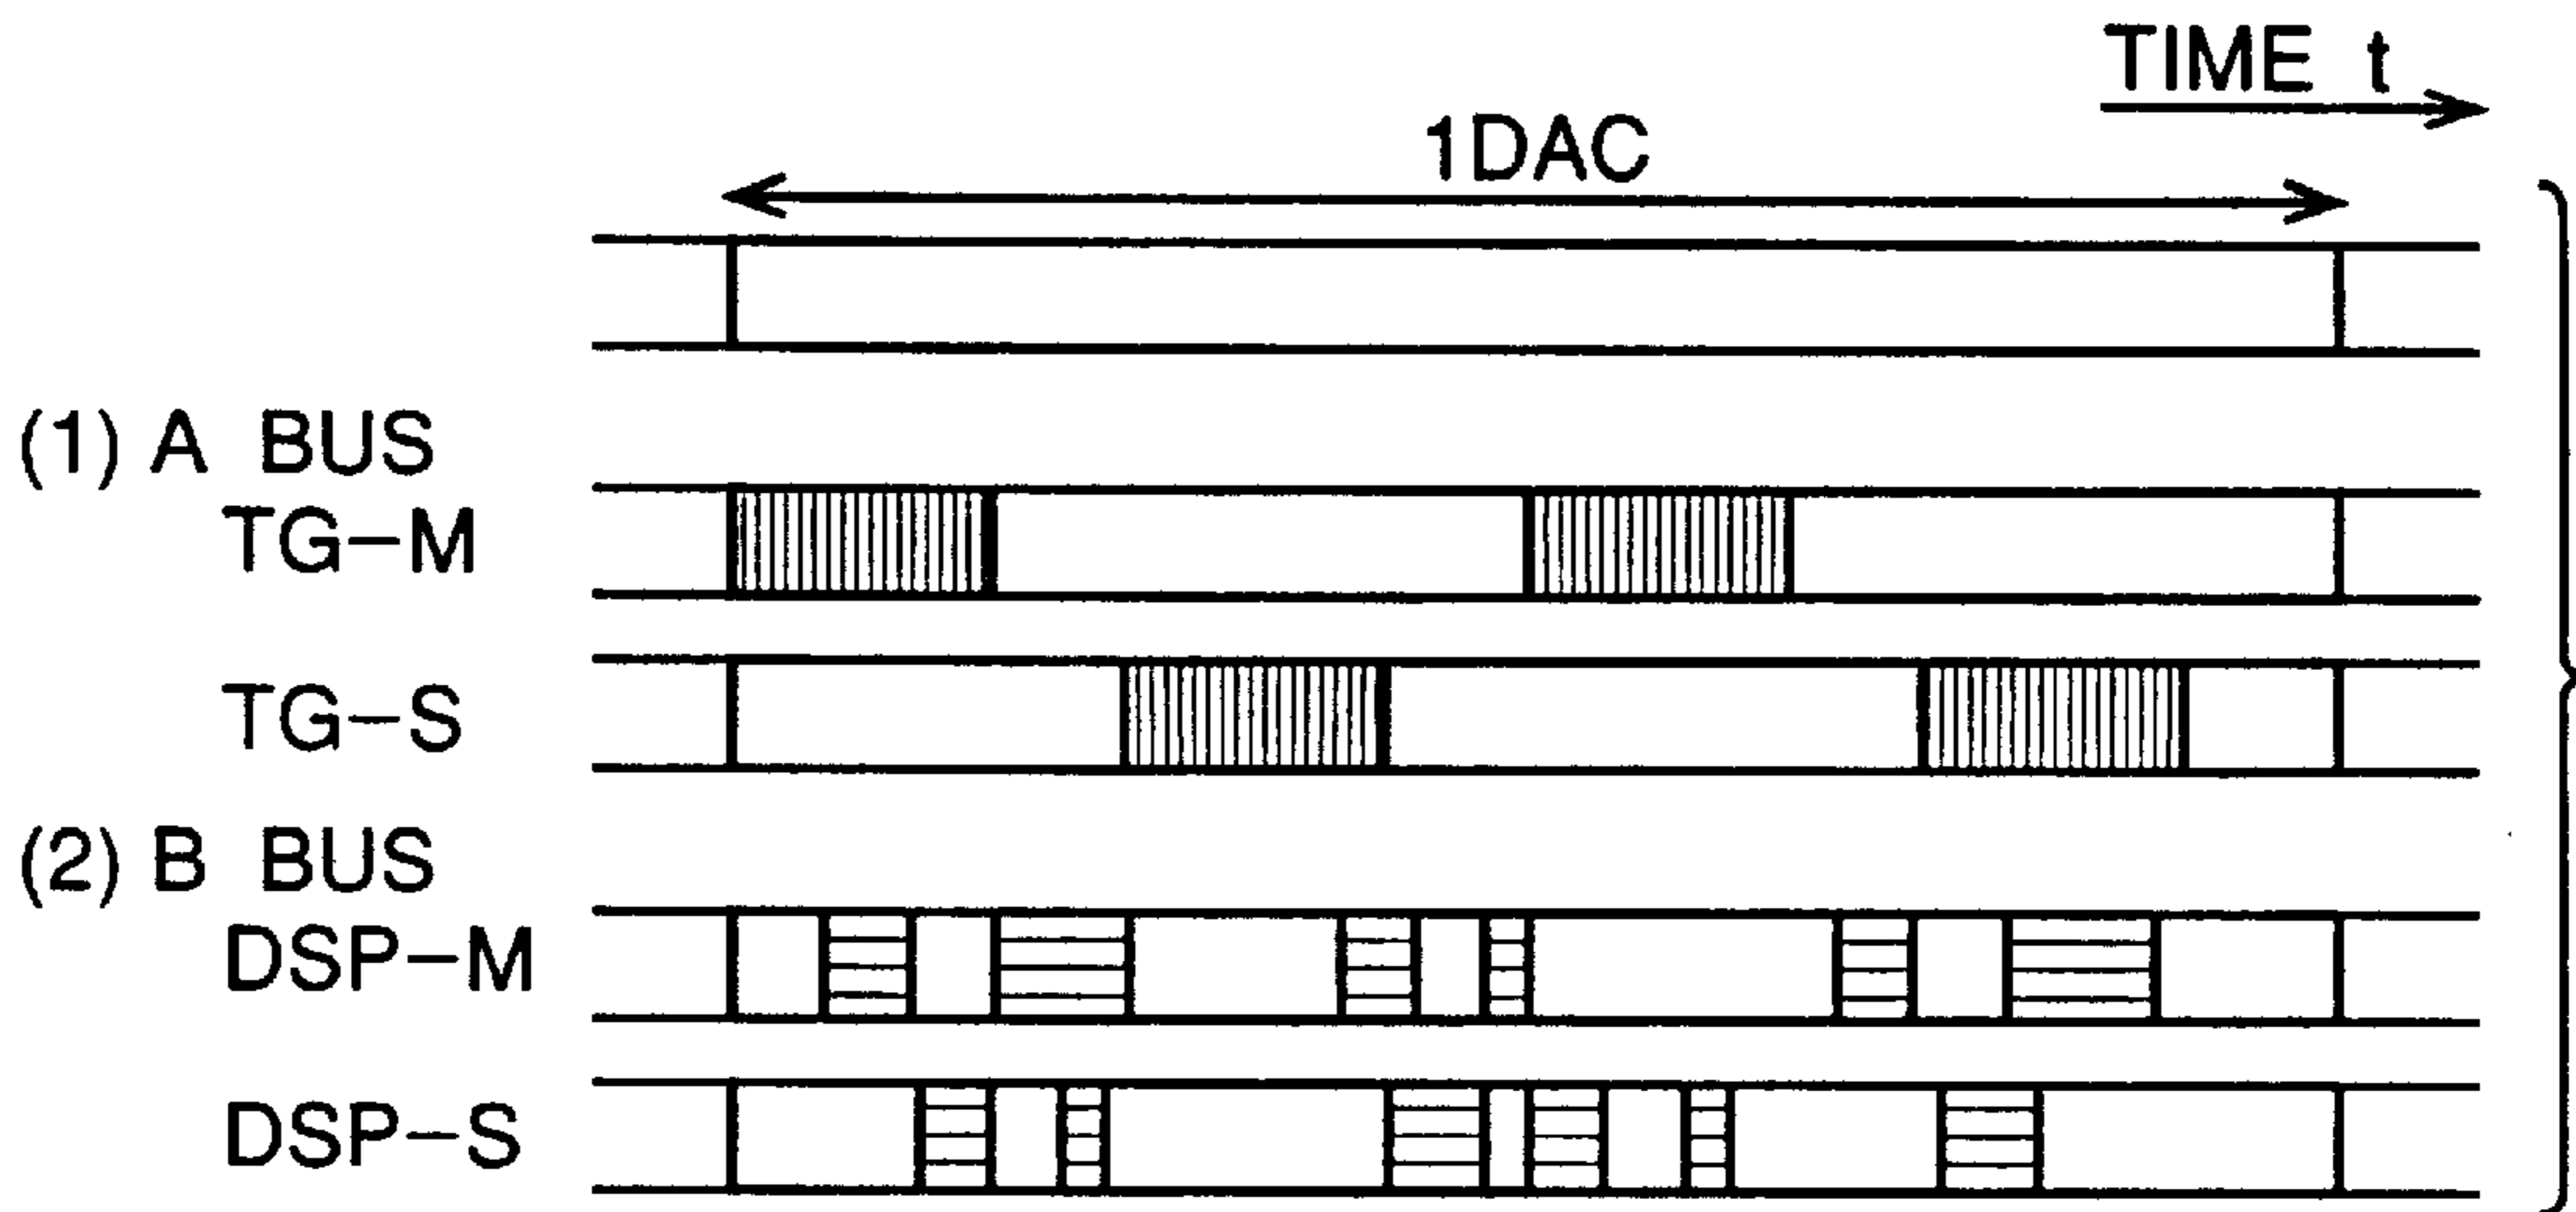 TIME t
1DAC
(1) A BUS
TG-M
TG-S
(2) B BUS
DSP-M
DSP-S